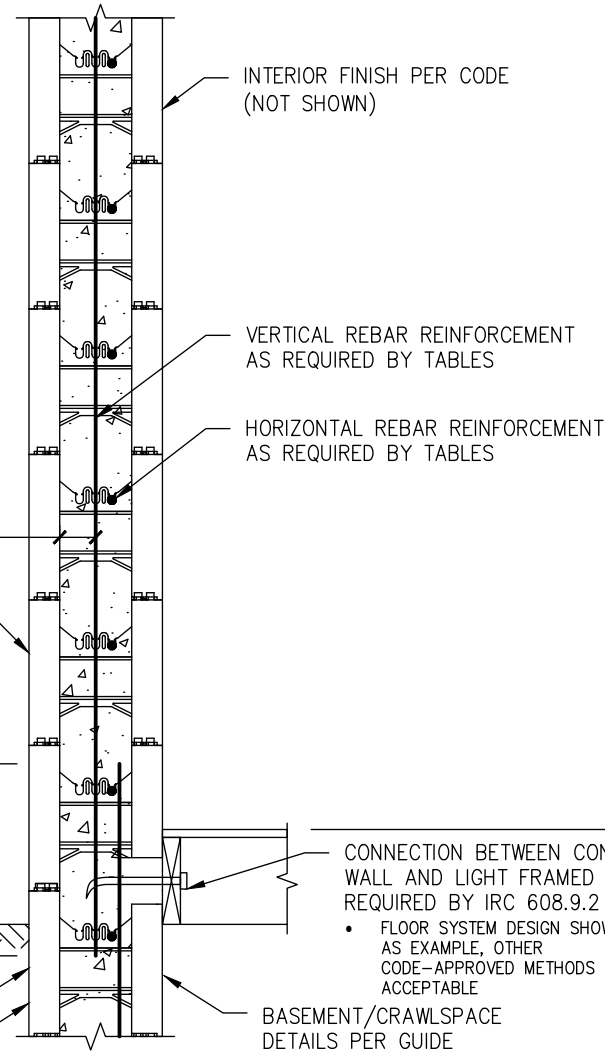 INTERIOR FINISH PER CODE
(NOT SHOWN)
VERTICAL REBAR REINFORCEMENT
AS REQUIRED BY TABLES
HORIZONTAL REBAR REINFORCEMENT
AS REQUIRED BY TABLES
CONNECTION BETWEEN CON
WALL AND LIGHT FRAMED
REQUIRED BY IRC 608.9.2
• FLOOR SYSTEM DESIGN SHOW
AS EXAMPLE, OTHER
CODE-APPROVED METHODS
ACCEPTABLE
BASEMENT/CRAWLSPACE
DETAILS PER GUIDE